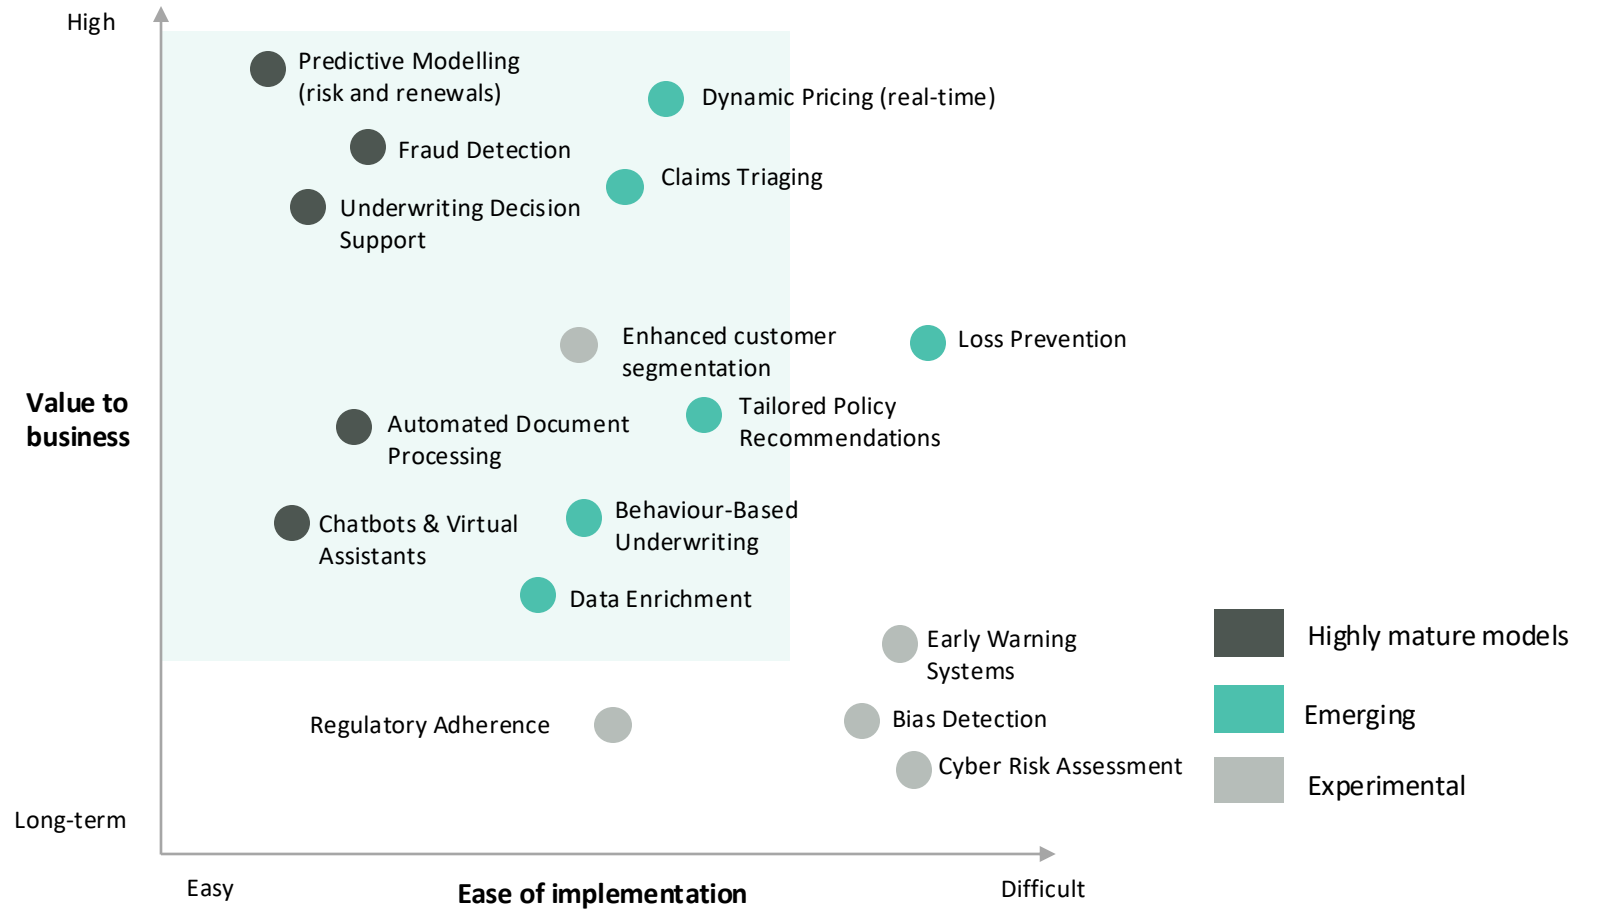 High
Predictive Modelling
(risk and renewals)
Dynamic Pricing (real-time)
Fraud Detection
Claims Triaging
Underwriting Decision
Support
Enhanced customer
segmentation
Loss Prevention
Value to
business
Tailored Policy
Recommendations
Automated Document
Processing
Chatbots & Virtual
Assistants
Behaviour-Based
Underwriting
Data Enrichment
Early Warning
Systems
Regulatory Adherence
Bias Detection
Cyber Risk Assessment
Highly mature models
Emerging
Experimental
Long-term
Easy
Ease of implementation
Difficult